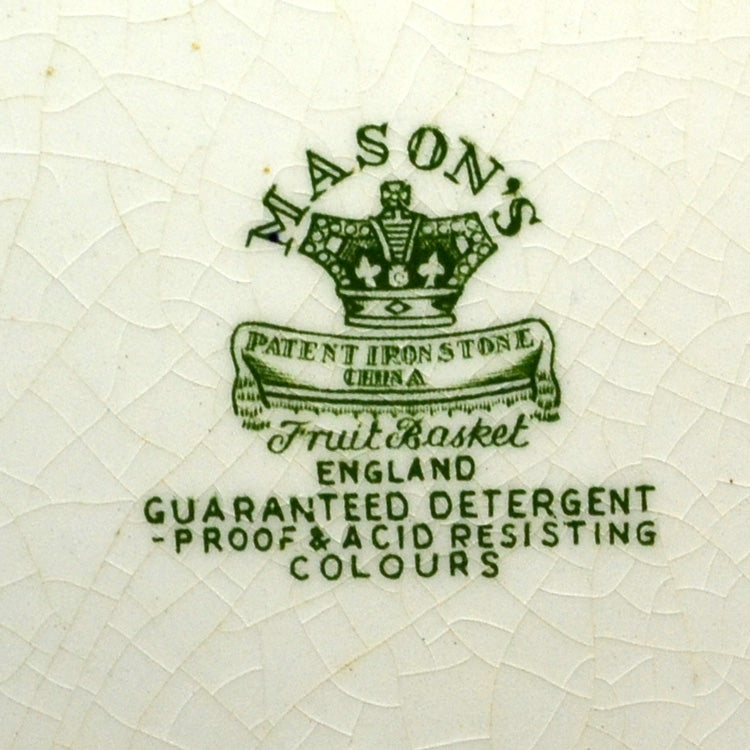 MASON'S
PATENT IRONSTONE
CHINA
Fruit Basket
ENGLAND
GUARANTEED DETERGENT
-PROOF & ACID RESISTING
COLOURS